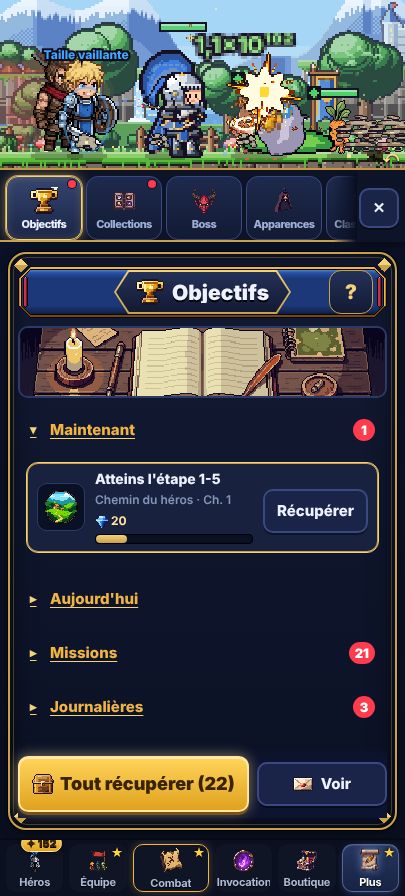 Taille vaillante
1,1×10¹⁰³
Objectifs
Collections
Boss
Apparences
Clas
×
Objectifs
?
Maintenant
1
Atteins l'étape 1-5
Chemin du héros · Ch. 1
20
Récupérer
Aujourd'hui
Missions
21
Journalières
3
Tout récupérer (22)
Voir
Héros
Équipe
Combat
Invocation
Boutique
Plus